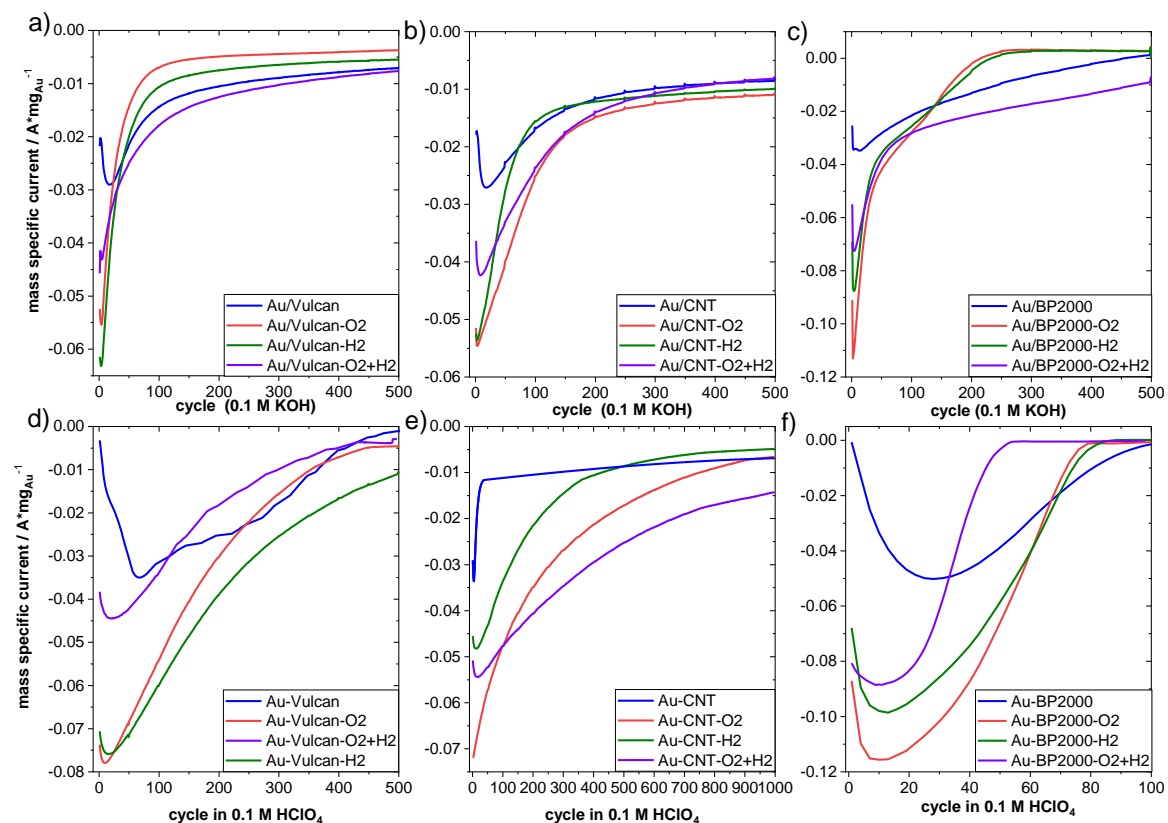 a)
b)
c)
mass specific current / A*mgAu-1
0.00
-0.01
-0.02
-0.03
-0.04
-0.05
-0.06
Au/Vulcan
Au/Vulcan-O2
Au/Vulcan-H2
Au/Vulcan-O2+H2
0 100 200 300 400 500
cycle (0.1 M KOH)
0.00
-0.01
-0.02
-0.03
-0.04
-0.05
-0.06
Au/CNT
Au/CNT-O2
Au/CNT-H2
Au/CNT-O2+H2
0 100 200 300 400 500
cycle (0.1 M KOH)
0.00
-0.02
-0.04
-0.06
-0.08
-0.10
-0.12
Au/BP2000
Au/BP2000-O2
Au/BP2000-H2
Au/BP2000-O2+H2
0 100 200 300 400 500
cycle (0.1 M KOH)
d)
e)
f)
mass specific current / A*mgAu-1
0.00
-0.01
-0.02
-0.03
-0.04
-0.05
-0.06
-0.07
-0.08
Au-Vulcan
Au-Vulcan-O2
Au-Vulcan-O2+H2
Au-Vulcan-H2
0 100 200 300 400 500
cycle in 0.1 M HClO4
0.00
-0.01
-0.02
-0.03
-0.04
-0.05
-0.06
-0.07
Au-CNT
Au-CNT-O2
Au-CNT-H2
Au-CNT-O2+H2
0 100 200 300 400 500 600 700 800 900 1000
cycle in 0.1 M HClO4
0.00
-0.02
-0.04
-0.06
-0.08
-0.10
-0.12
Au-BP2000
Au-BP2000-O2
Au-BP2000-H2
Au-BP2000-O2+H2
0 20 40 60 80 100
cycle in 0.1 M HClO4